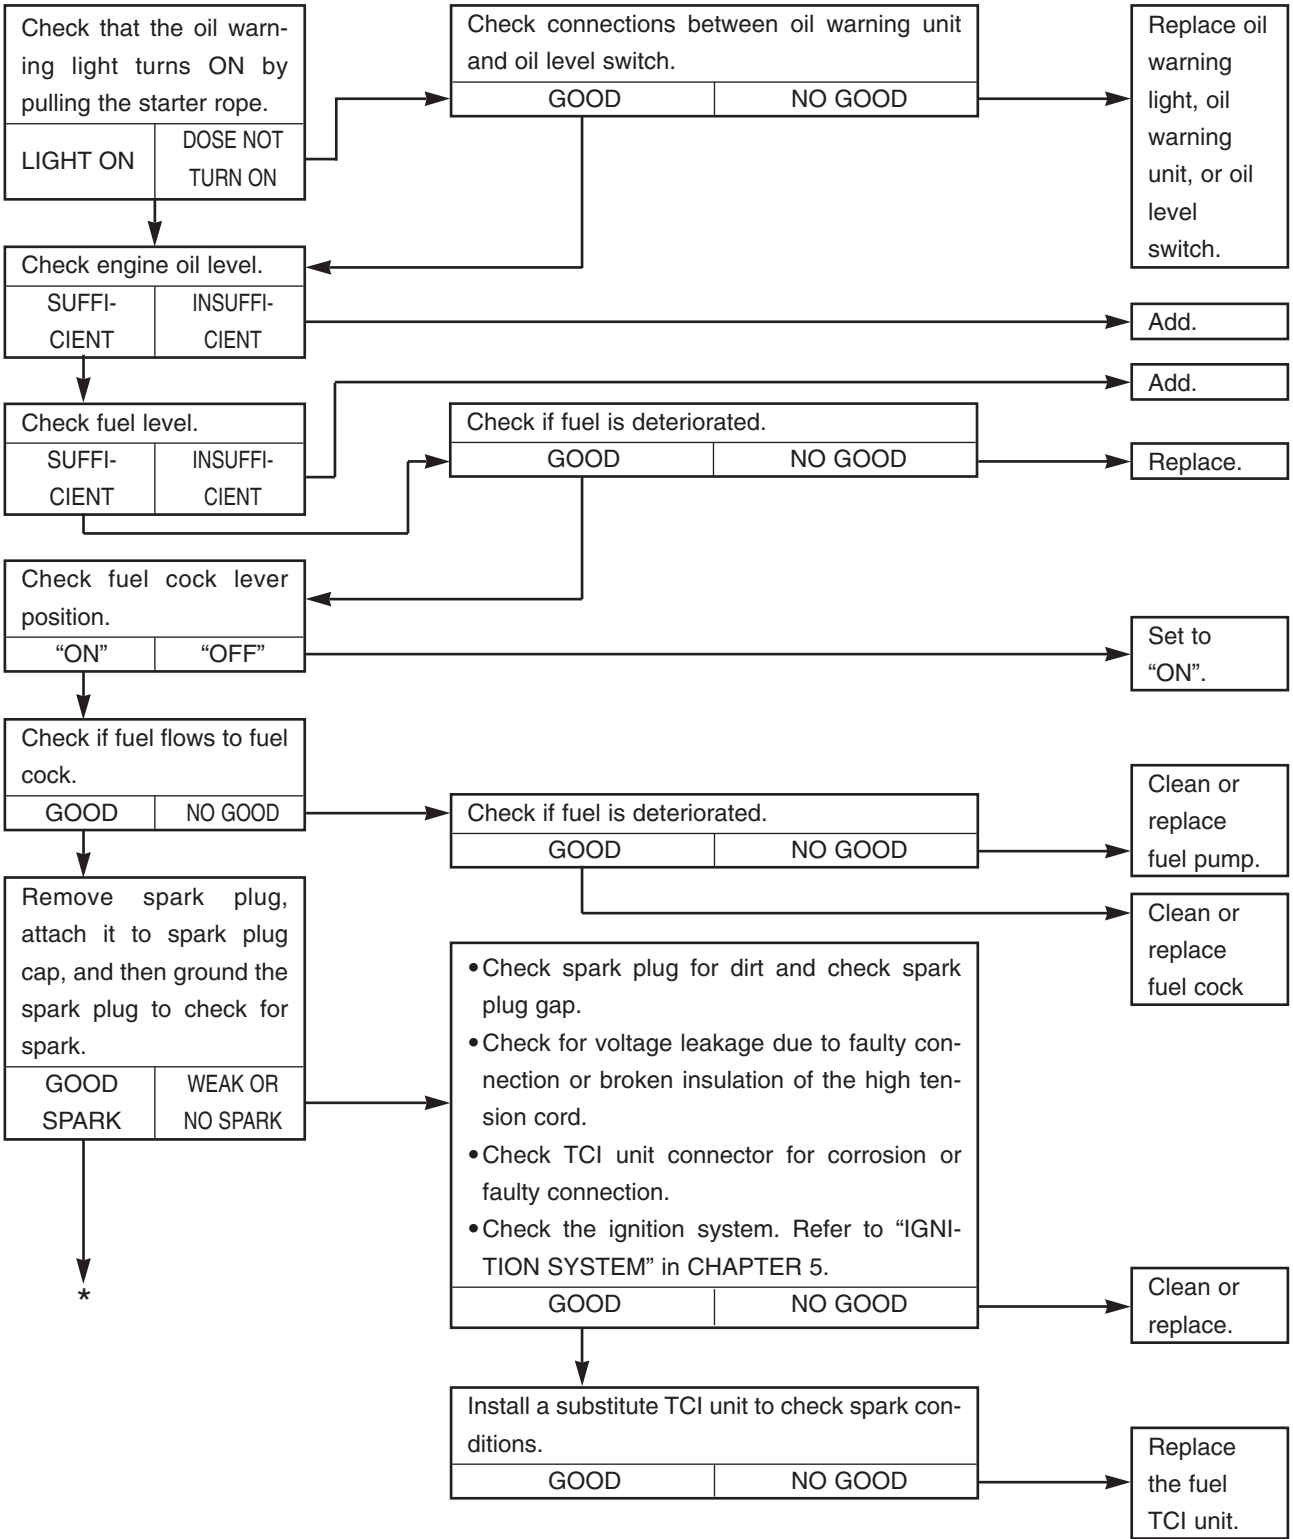 Check that the oil warn-
ing light turns ON by
pulling the starter rope.
LIGHT ON
DOSE NOT
TURN ON
Check connections between oil warning unit
and oil level switch.
GOOD
NO GOOD
Replace oil
warning
light, oil
warning
unit, or oil
level
switch.
Check engine oil level.
SUFFI-
CIENT
INSUFFI-
CIENT
Add.
Check fuel level.
SUFFI-
CIENT
INSUFFI-
CIENT
Add.
Check if fuel is deteriorated.
GOOD
NO GOOD
Replace.
Check fuel cock lever
position.
“ON”
“OFF”
Set to
“ON”.
Check if fuel flows to fuel
cock.
GOOD
NO GOOD
Check if fuel is deteriorated.
GOOD
NO GOOD
Clean or
replace
fuel pump.
Clean or
replace
fuel cock
Remove spark plug,
attach it to spark plug
cap, and then ground the
spark plug to check for
spark.
GOOD
SPARK
WEAK OR
NO SPARK
*
•Check spark plug for dirt and check spark
plug gap.
•Check for voltage leakage due to faulty con-
nection or broken insulation of the high ten-
sion cord.
•Check TCI unit connector for corrosion or
faulty connection.
•Check the ignition system. Refer to “IGNI-
TION SYSTEM” in CHAPTER 5.
GOOD
NO GOOD
Clean or
replace.
Install a substitute TCI unit to check spark con-
ditions.
GOOD
NO GOOD
Replace
the fuel
TCI unit.